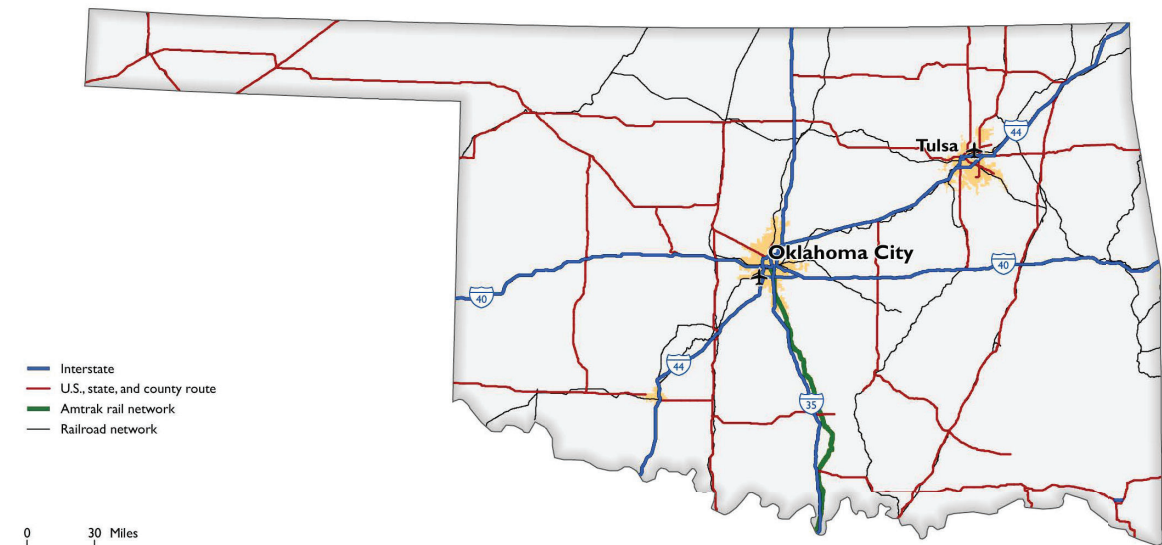 44
Tulsa
Oklahoma City
40
40
44
35
Interstate
U.S., state, and county route
Amtrak rail network
Railroad network
0 30 Miles